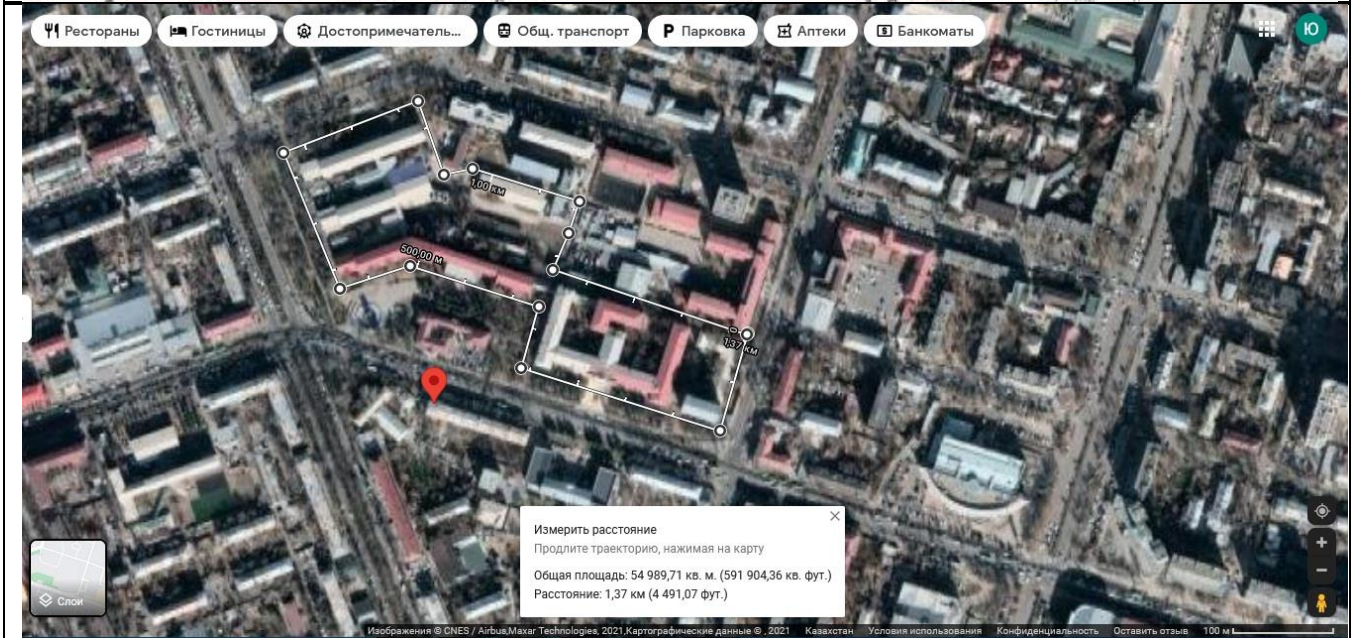 Рестораны
Гостиницы
Достопримечатель...
Общ. транспорт
Парковка
Аптеки
Банкоматы
Ю
1,00 км
500,00 м
1,37 км
Измерить расстояние
Продлите траекторию, нажимая на карту
Общая площадь: 54 989,71 кв. м. (591 904,36 кв. фут.)
Расстояние: 1,37 км (4 491,07 фут.)
Слои
Изображения © CNES / Airbus,Maxar Technologies, 2021,Картографические данные © , 2021 Казахстан Условия использования Конфиденциальность Оставить отзыв 100 м